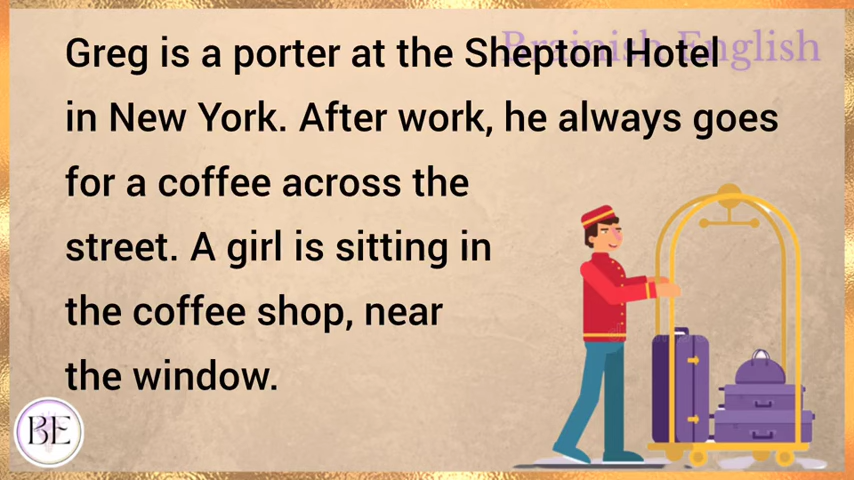 Brainish English
Greg is a porter at the Shepton Hotel
in New York. After work, he always goes
for a coffee across the
street. A girl is sitting in
the coffee shop, near
the window.
BE